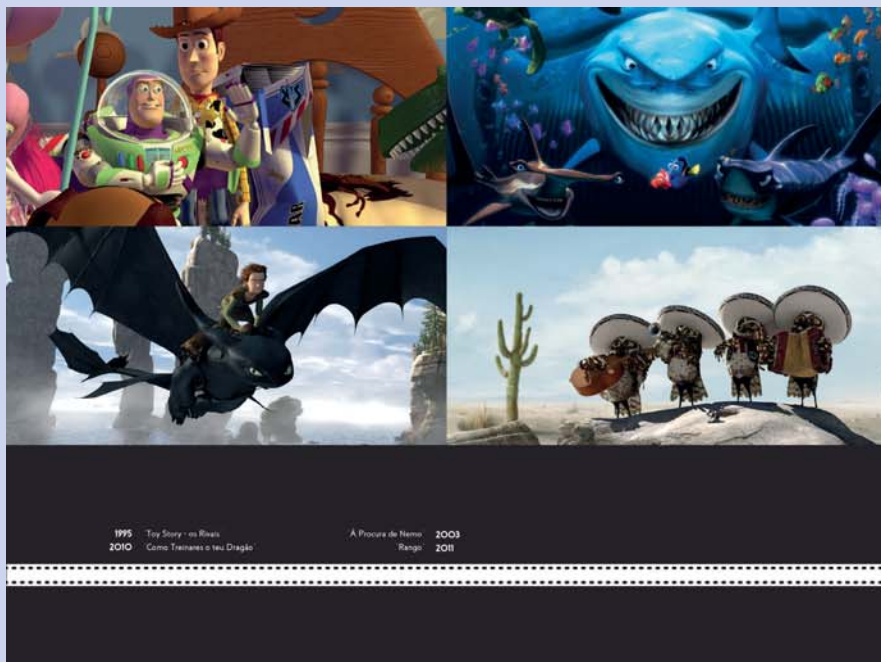 1995 'Toy Story - os Rivais'
2010 'Como Treinares o teu Dragão'
'À Procura de Nemo' 2003
'Rango' 2011